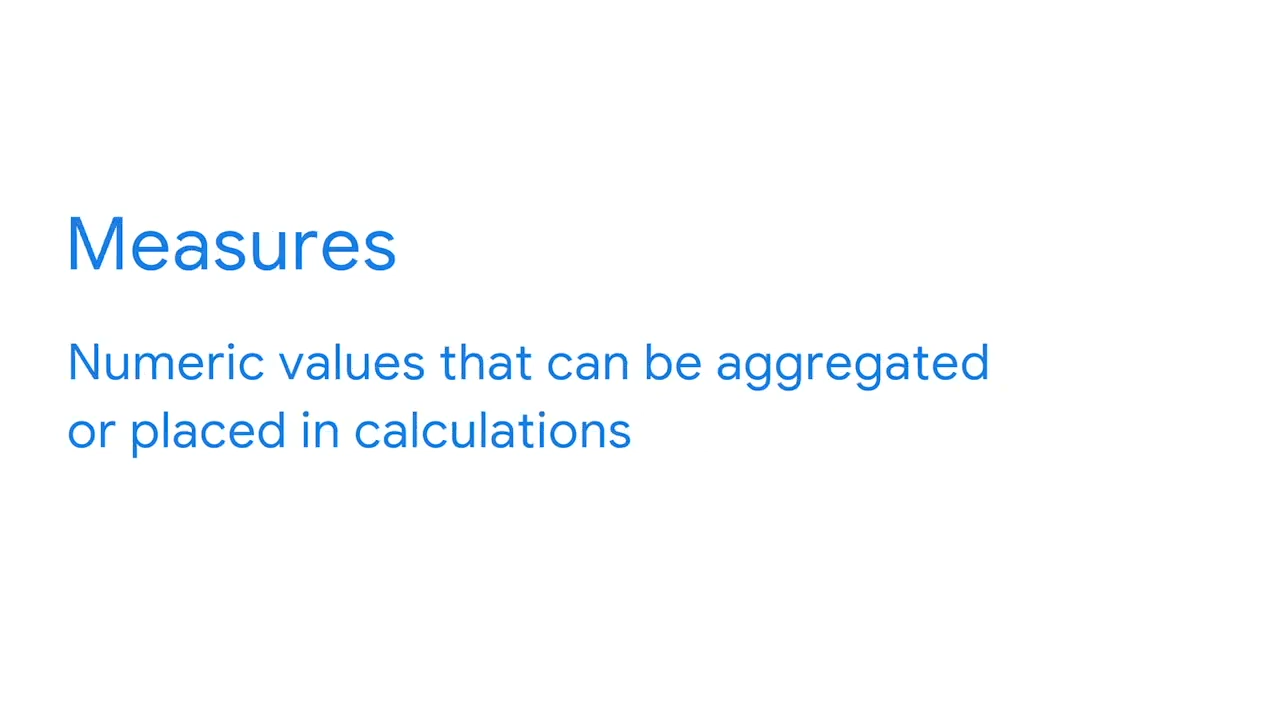 Measures
Numeric values that can be aggregated
or placed in calculations